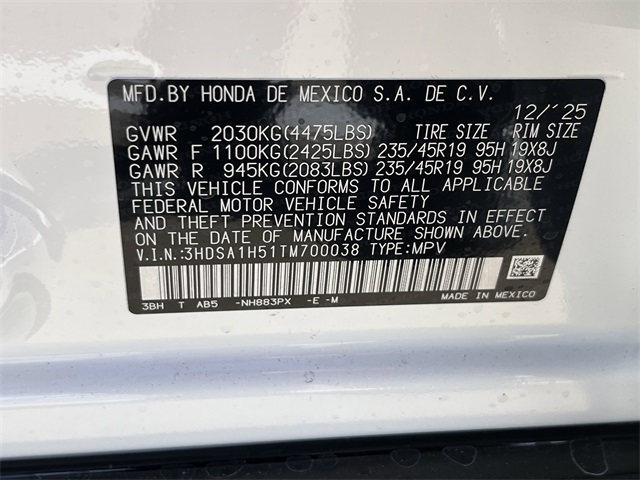 MFD.BY HONDA DE MEXICO S.A. DE C.V.
12/'25
GVWR 2030KG(4475LBS) TIRE SIZE RIM SIZE
GAWR F 1100KG(2425LBS) 235/45R19 95H 19X8J
GAWR R 945KG(2083LBS) 235/45R19 95H 19X8J
THIS VEHICLE CONFORMS TO ALL APPLICABLE
FEDERAL MOTOR VEHICLE SAFETY
AND THEFT PREVENTION STANDARDS IN EFFECT
ON THE DATE OF MANUFACTURE SHOWN ABOVE.
V.I.N.:3HDSA1H51TM700038 TYPE:MPV
3BH T AB5 -NH883PX -E -M
MADE IN MEXICO